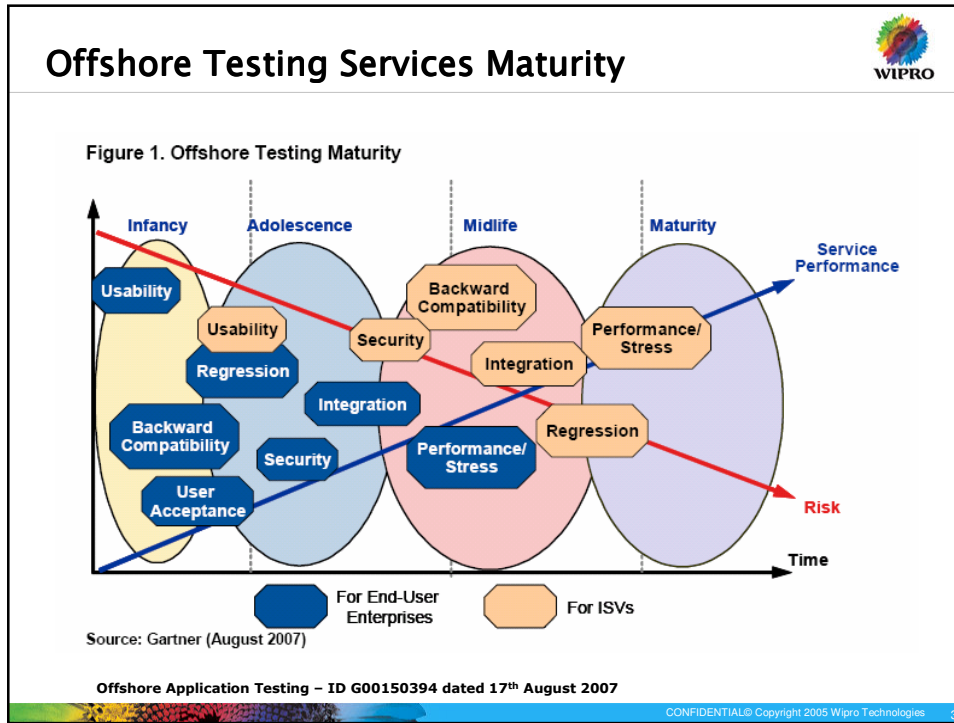 Offshore Testing Services Maturity
WIPRO
Figure 1. Offshore Testing Maturity
Infancy
Adolescence
Midlife
Maturity
Service
Performance
Usability
Backward
Compatibility
Usability
Security
Performance/
Stress
Regression
Integration
Integration
Backward
Compatibility
Regression
Security
Performance/
Stress
User
Acceptance
Risk
Time
For End-User
Enterprises
For ISVs
Source: Gartner (August 2007)
Offshore Application Testing – ID G00150394 dated 17th August 2007
CONFIDENTIAL© Copyright 2005 Wipro Technologies